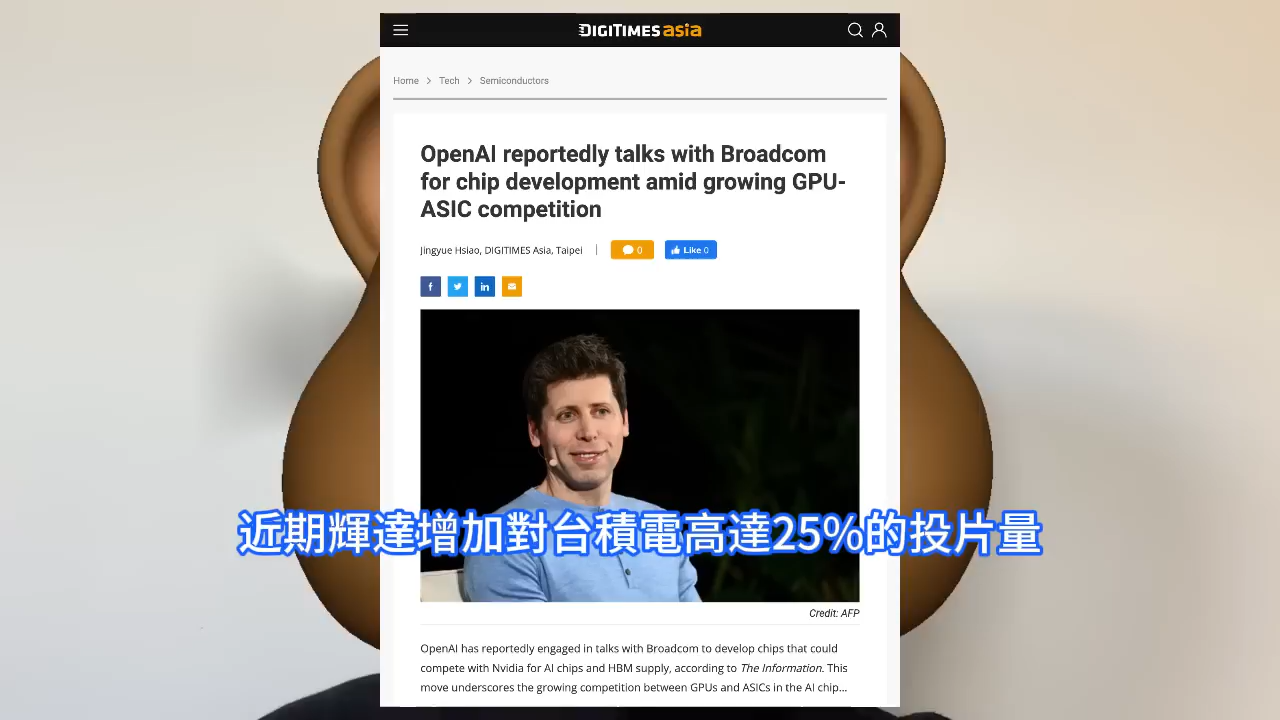 DIGITIMES asia
Home > Tech > Semiconductors
OpenAI reportedly talks with Broadcom
for chip development amid growing GPU-
ASIC competition
Jingyue Hsiao, DIGITIMES Asia, Taipei | 0 Like 0
近期輝達增加對台積電高達25%的投片量
Credit: AFP
OpenAI has reportedly engaged in talks with Broadcom to develop chips that could
compete with Nvidia for AI chips and HBM supply, according to The Information. This
move underscores the growing competition between GPUs and ASICs in the AI chip...